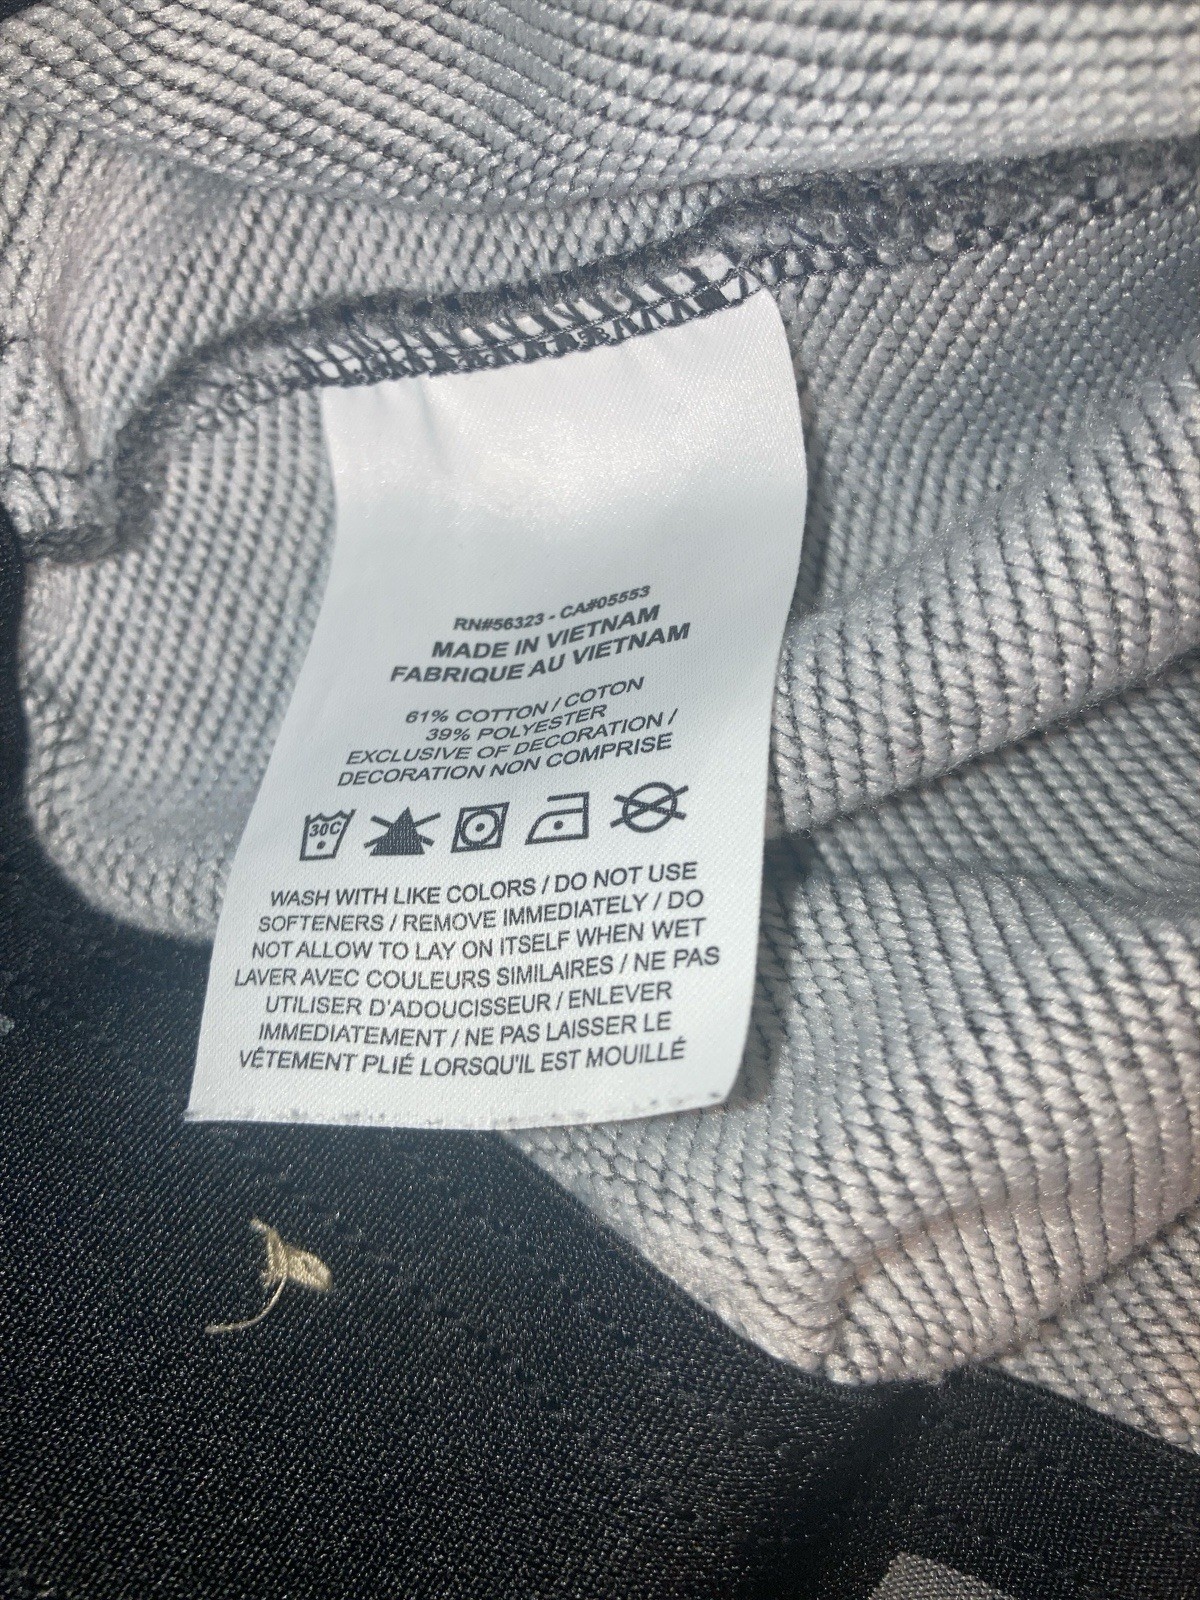 RN#56323 - CA#05553
MADE IN VIETNAM
FABRIQUE AU VIETNAM
61% COTTON / COTON
39% POLYESTER
EXCLUSIVE OF DECORATION /
DECORATION NON COMPRISE
30C
WASH WITH LIKE COLORS / DO NOT USE
SOFTENERS / REMOVE IMMEDIATELY / DO
NOT ALLOW TO LAY ON ITSELF WHEN WET
LAVER AVEC COULEURS SIMILAIRES / NE PAS
UTILISER D'ADOUCISSEUR / ENLEVER
IMMEDIATEMENT / NE PAS LAISSER LE
VÊTEMENT PLIÉ LORSQU'IL EST MOUILLÉ